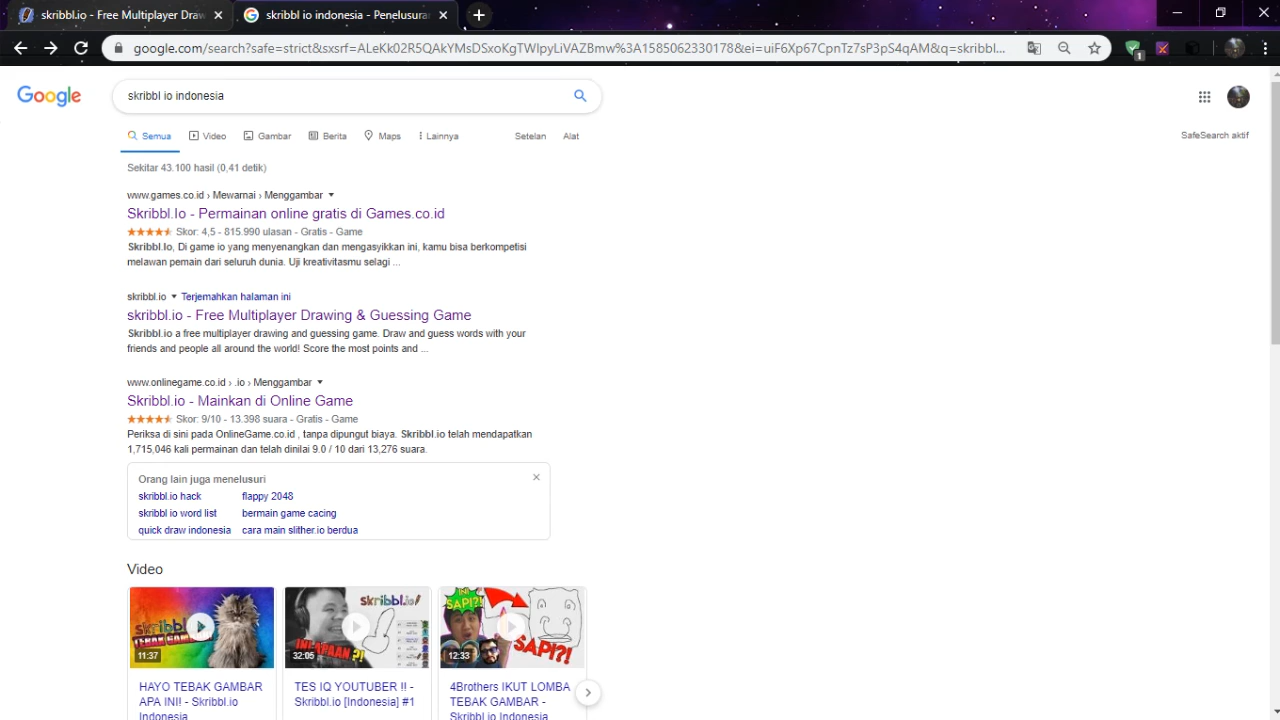 skribbl.io - Free Multiplayer Draw
skribbl io indonesia - Penelusuran
google.com/search?safe=strict&sxsrf=ALeKk02R5QAkYMsDSxoKgTWIpyLiVAZBmw%3A1585062330178&ei=uiF6Xp67CpnTz7sP3pS4qAM&q=skribbl...
1
Google
skribbl io indonesia
Semua Video Gambar Berita Maps Lainnya Setelan Alat
SafeSearch aktif
Sekitar 43.100 hasil (0,41 detik)
www.games.co.id › Mewarnai › Menggambar
Skribbl.Io - Permainan online gratis di Games.co.id
Skor: 4,5 - 815.990 ulasan - Gratis - Game
Skribbl.Io, Di game io yang menyenangkan dan mengasyikkan ini, kamu bisa berkompetisi
melawan pemain dari seluruh dunia. Uji kreativitasmu selagi ...
skribbl.io Terjemahkan halaman ini
skribbl.io - Free Multiplayer Drawing & Guessing Game
Skribbl.io a free multiplayer drawing and guessing game. Draw and guess words with your
friends and people all around the world! Score the most points and ...
www.onlinegame.co.id › .io › Menggambar
Skribbl.io - Mainkan di Online Game
Skor: 9/10 - 13.398 suara - Gratis - Game
Periksa di sini pada OnlineGame.co.id , tanpa dipungut biaya. Skribbl.io telah mendapatkan
1,715,046 kali permainan dan telah dinilai 9.0 / 10 dari 13,276 suara.
Orang lain juga menelusuri
skribbl.io hack flappy 2048
skribbl io word list bermain game cacing
quick draw indonesia cara main slither.io berdua
Video
skribbl
TEBAK GAM
11:37
skribbl.io
INI APAAN ?!
32:05
INI
SAPI?!
SAPI?!
12:33
HAYO TEBAK GAMBAR
APA INI! - Skribbl.io
Indonesia
TES IQ YOUTUBER !! -
Skribbl.io [Indonesia] #1
4Brothers IKUT LOMBA
TEBAK GAMBAR -
Skribbl.io Indonesia